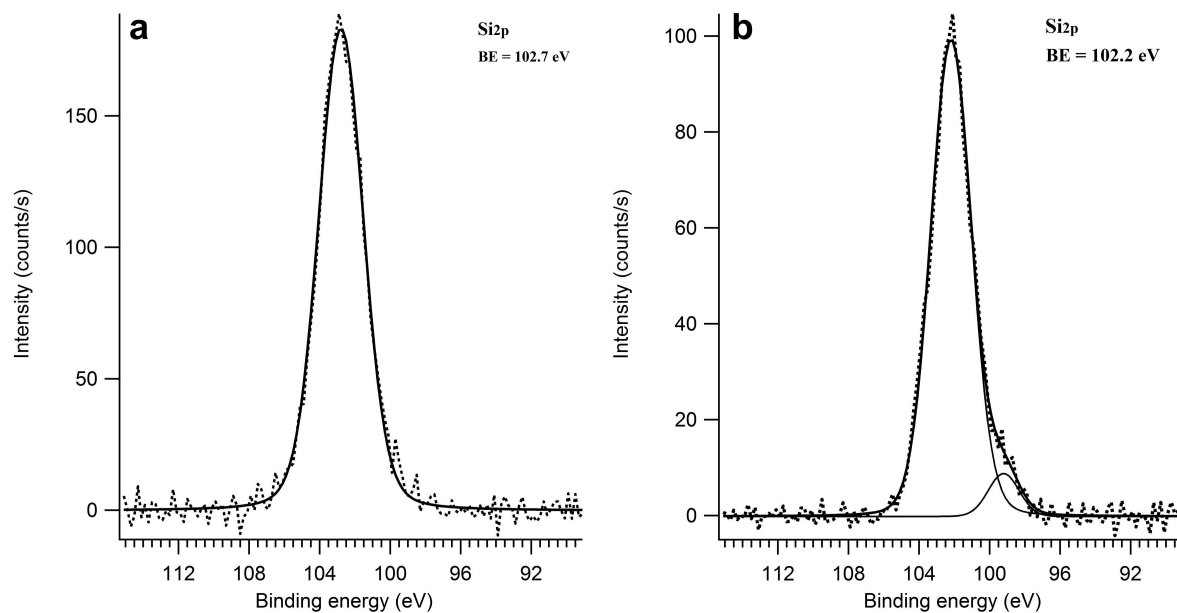 a
Si2p
BE = 102.7 eV
150
100
50
0
Intensity (counts/s)
112 108 104 100 96 92
Binding energy (eV)
b
Si2p
BE = 102.2 eV
100
80
60
40
20
0
Intensity (counts/s)
112 108 104 100 96 92
Binding energy (eV)